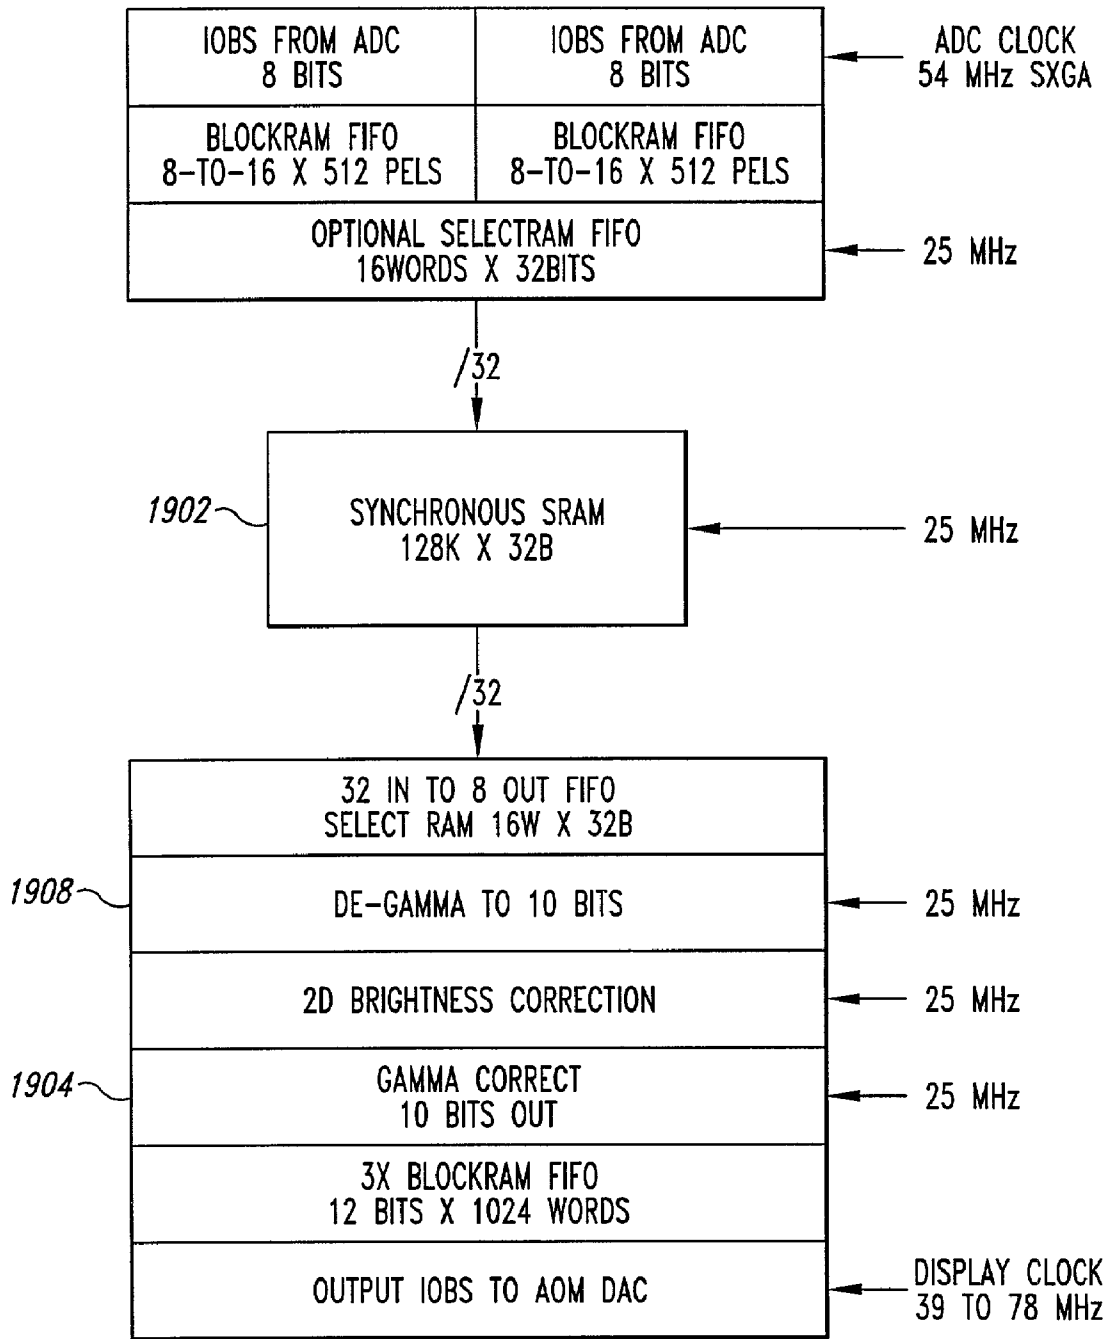 IOBS FROM ADC
8 BITS
IOBS FROM ADC
8 BITS
ADC CLOCK
54 MHz SXGA
BLOCKRAM FIFO
8-TO-16 X 512 PELS
BLOCKRAM FIFO
8-TO-16 X 512 PELS
OPTIONAL SELECTRAM FIFO
16WORDS X 32BITS
25 MHz
/32
1902
SYNCHRONOUS SRAM
128K X 32B
25 MHz
/32
32 IN TO 8 OUT FIFO
SELECT RAM 16W X 32B
1908
DE-GAMMA TO 10 BITS
25 MHz
2D BRIGHTNESS CORRECTION
25 MHz
1904
GAMMA CORRECT
10 BITS OUT
25 MHz
3X BLOCKRAM FIFO
12 BITS X 1024 WORDS
OUTPUT IOBS TO AOM DAC
DISPLAY CLOCK
39 TO 78 MHz